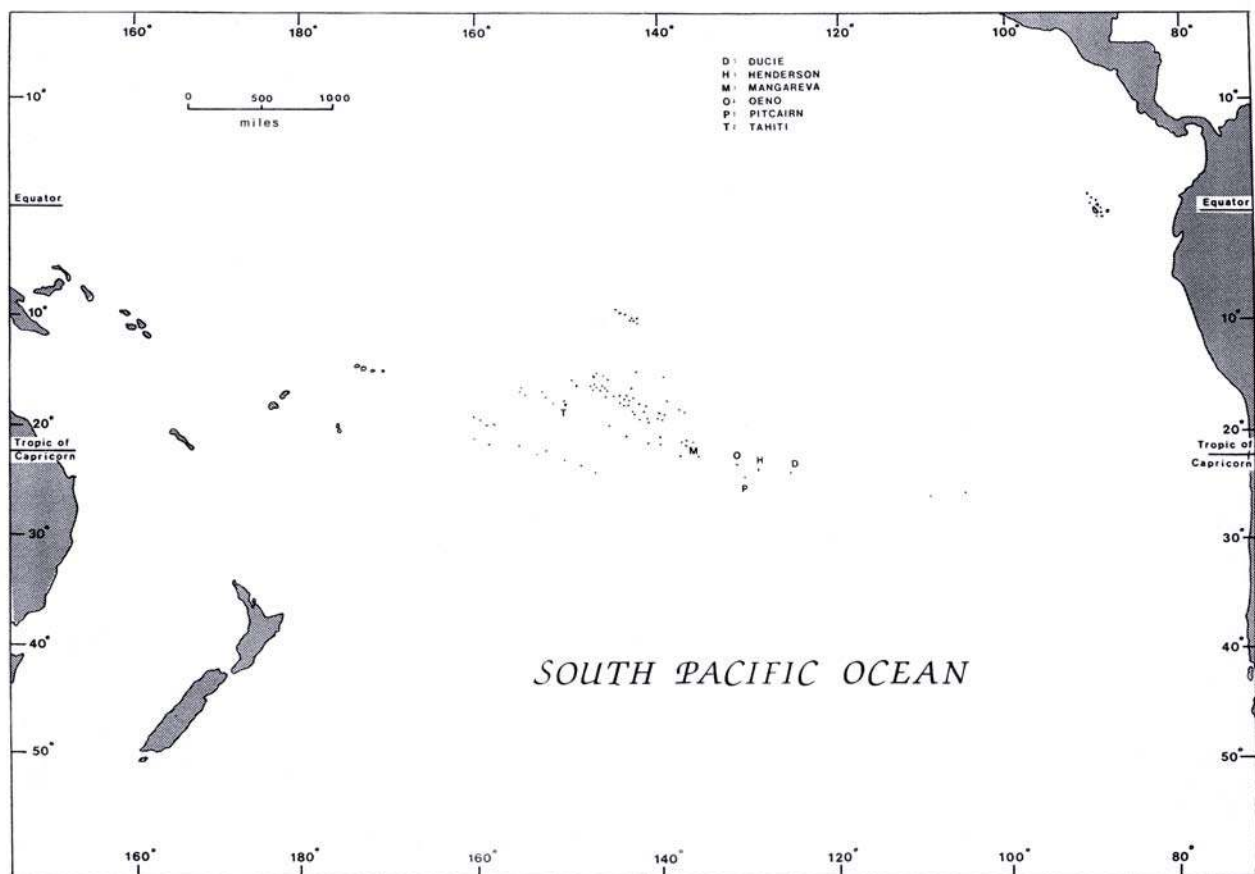 160° 180° 160° 140° 100° 80°
D: DUCIE
H: HENDERSON
M: MANGAREVA
O: OENO
P: PITCAIRN
T: TAHITI
0 500 1000
miles
10° 10°
Equator Equator
10° 10°
T
20° 20°
Tropic of Capricorn
M O H D
P
Tropic of Capricorn
30° 30°
40° 40°
SOUTH PACIFIC OCEAN
50° 50°
160° 180° 160° 140° 120° 100° 80°